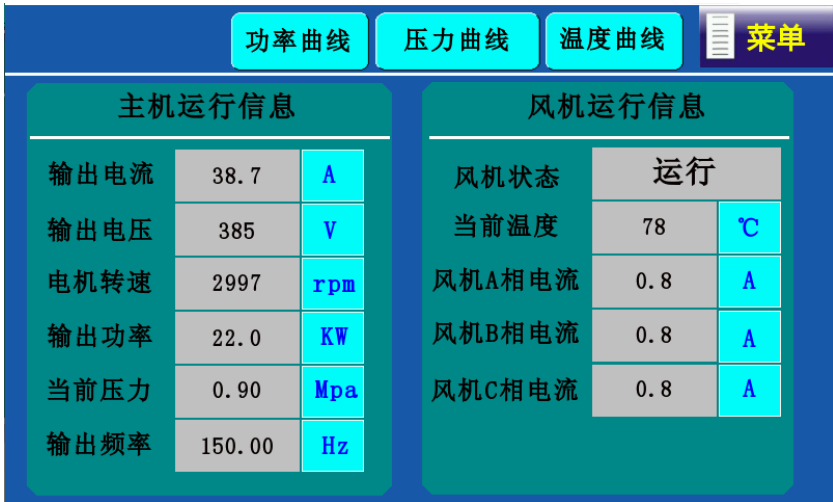 功率曲线 压力曲线 温度曲线 菜单
主机运行信息
输出电流 38.7 A
输出电压 385 V
电机转速 2997 rpm
输出功率 22.0 KW
当前压力 0.90 Mpa
输出频率 150.00 Hz
风机运行信息
风机状态 运行
当前温度 78 ℃
风机A相电流 0.8 A
风机B相电流 0.8 A
风机C相电流 0.8 A